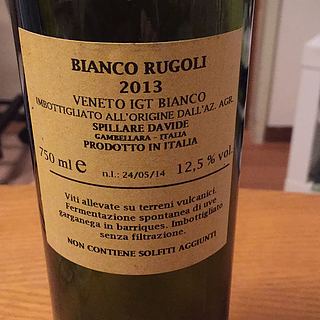 BIANCO RUGOLI
2013
VENETO IGT BIANCO
IMBOTTIGLIATO ALL'ORIGINE DALL'AZ. AGR.
SPILLARE DAVIDE
GAMBELLARA - ITALIA
PRODOTTO IN ITALIA
750 ml e n.l.: 24/05/14 12,5 % vol.
Viti allevate su terreni vulcanici.
Fermentazione spontanea di uve
garganega in barriques. Imbottigliato
senza filtrazione.
NON CONTIENE SOLFITI AGGIUNTI